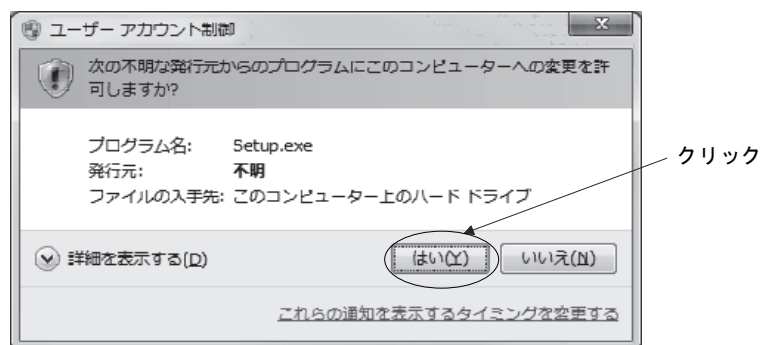 ユーザー アカウント制御
次の不明な発行元からのプログラムにこのコンピューターへの変更を許
可しますか?
プログラム名: Setup.exe
発行元: 不明
ファイルの入手先: このコンピューター上のハード ドライブ
クリック
詳細を表示する(D)
はい(Y)
いいえ(N)
これらの通知を表示するタイミングを変更する